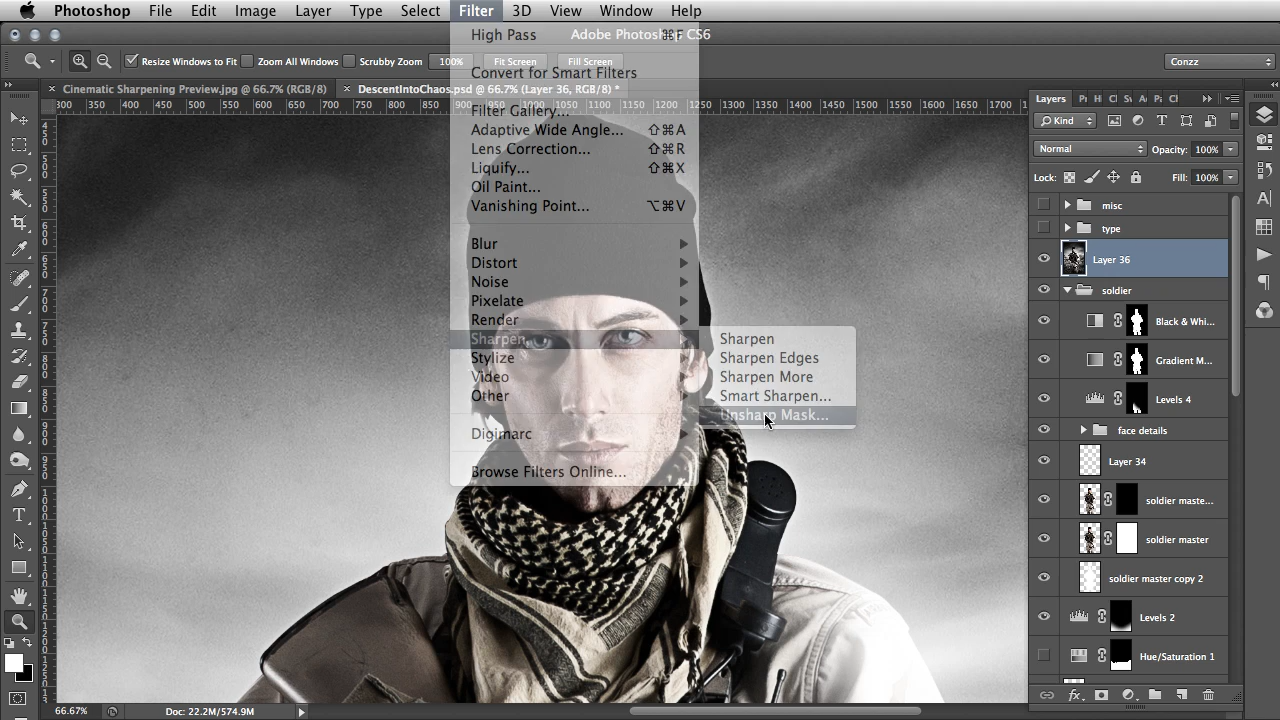 Photoshop File Edit Image Layer Type Select Filter 3D View Window Help
Adobe Photoshop CS6
Resize Windows to Fit Zoom All Windows Scrubby Zoom 100% Fit Screen Fill Screen Conzz
Cinematic Sharpening Preview.jpg @ 66.7% (RGB/8) DescentIntoChaos.psd @ 66.7% (Layer 36, RGB/8) *
300 350 400 450 500 550 600 650 700 750 800 850 900 950 1000 1050 1100 1150 1200 1250 1300 1350 1400 1450 1500 1550 1600 1650 1700
High Pass ⌘F
Convert for Smart Filters
Filter Gallery...
Adaptive Wide Angle... ⇧⌘A
Lens Correction... ⇧⌘R
Liquify... ⇧⌘X
Oil Paint...
Vanishing Point... ⌥⌘V
Blur
Distort
Noise
Pixelate
Render
Sharpen
Stylize
Video
Other
Digimarc
Browse Filters Online...
Sharpen
Sharpen Edges
Sharpen More
Smart Sharpen...
Unsharp Mask...
Layers
Kind
Normal Opacity: 100%
Lock: Fill: 100%
misc
type
Layer 36
soldier
Black & Whi...
Gradient M...
Levels 4
face details
Layer 34
soldier maste...
soldier master
soldier master copy 2
Levels 2
Hue/Saturation 1
66.67% Doc: 22.2M/574.9M